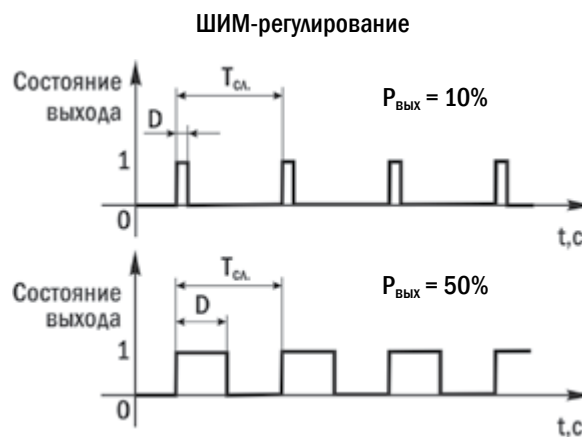 ШИМ-регулирование
Состояние
выхода
Tсл.
D
Pвых = 10%
1
0
t,c
Состояние
выхода
Tсл.
D
Pвых = 50%
1
0
t,c